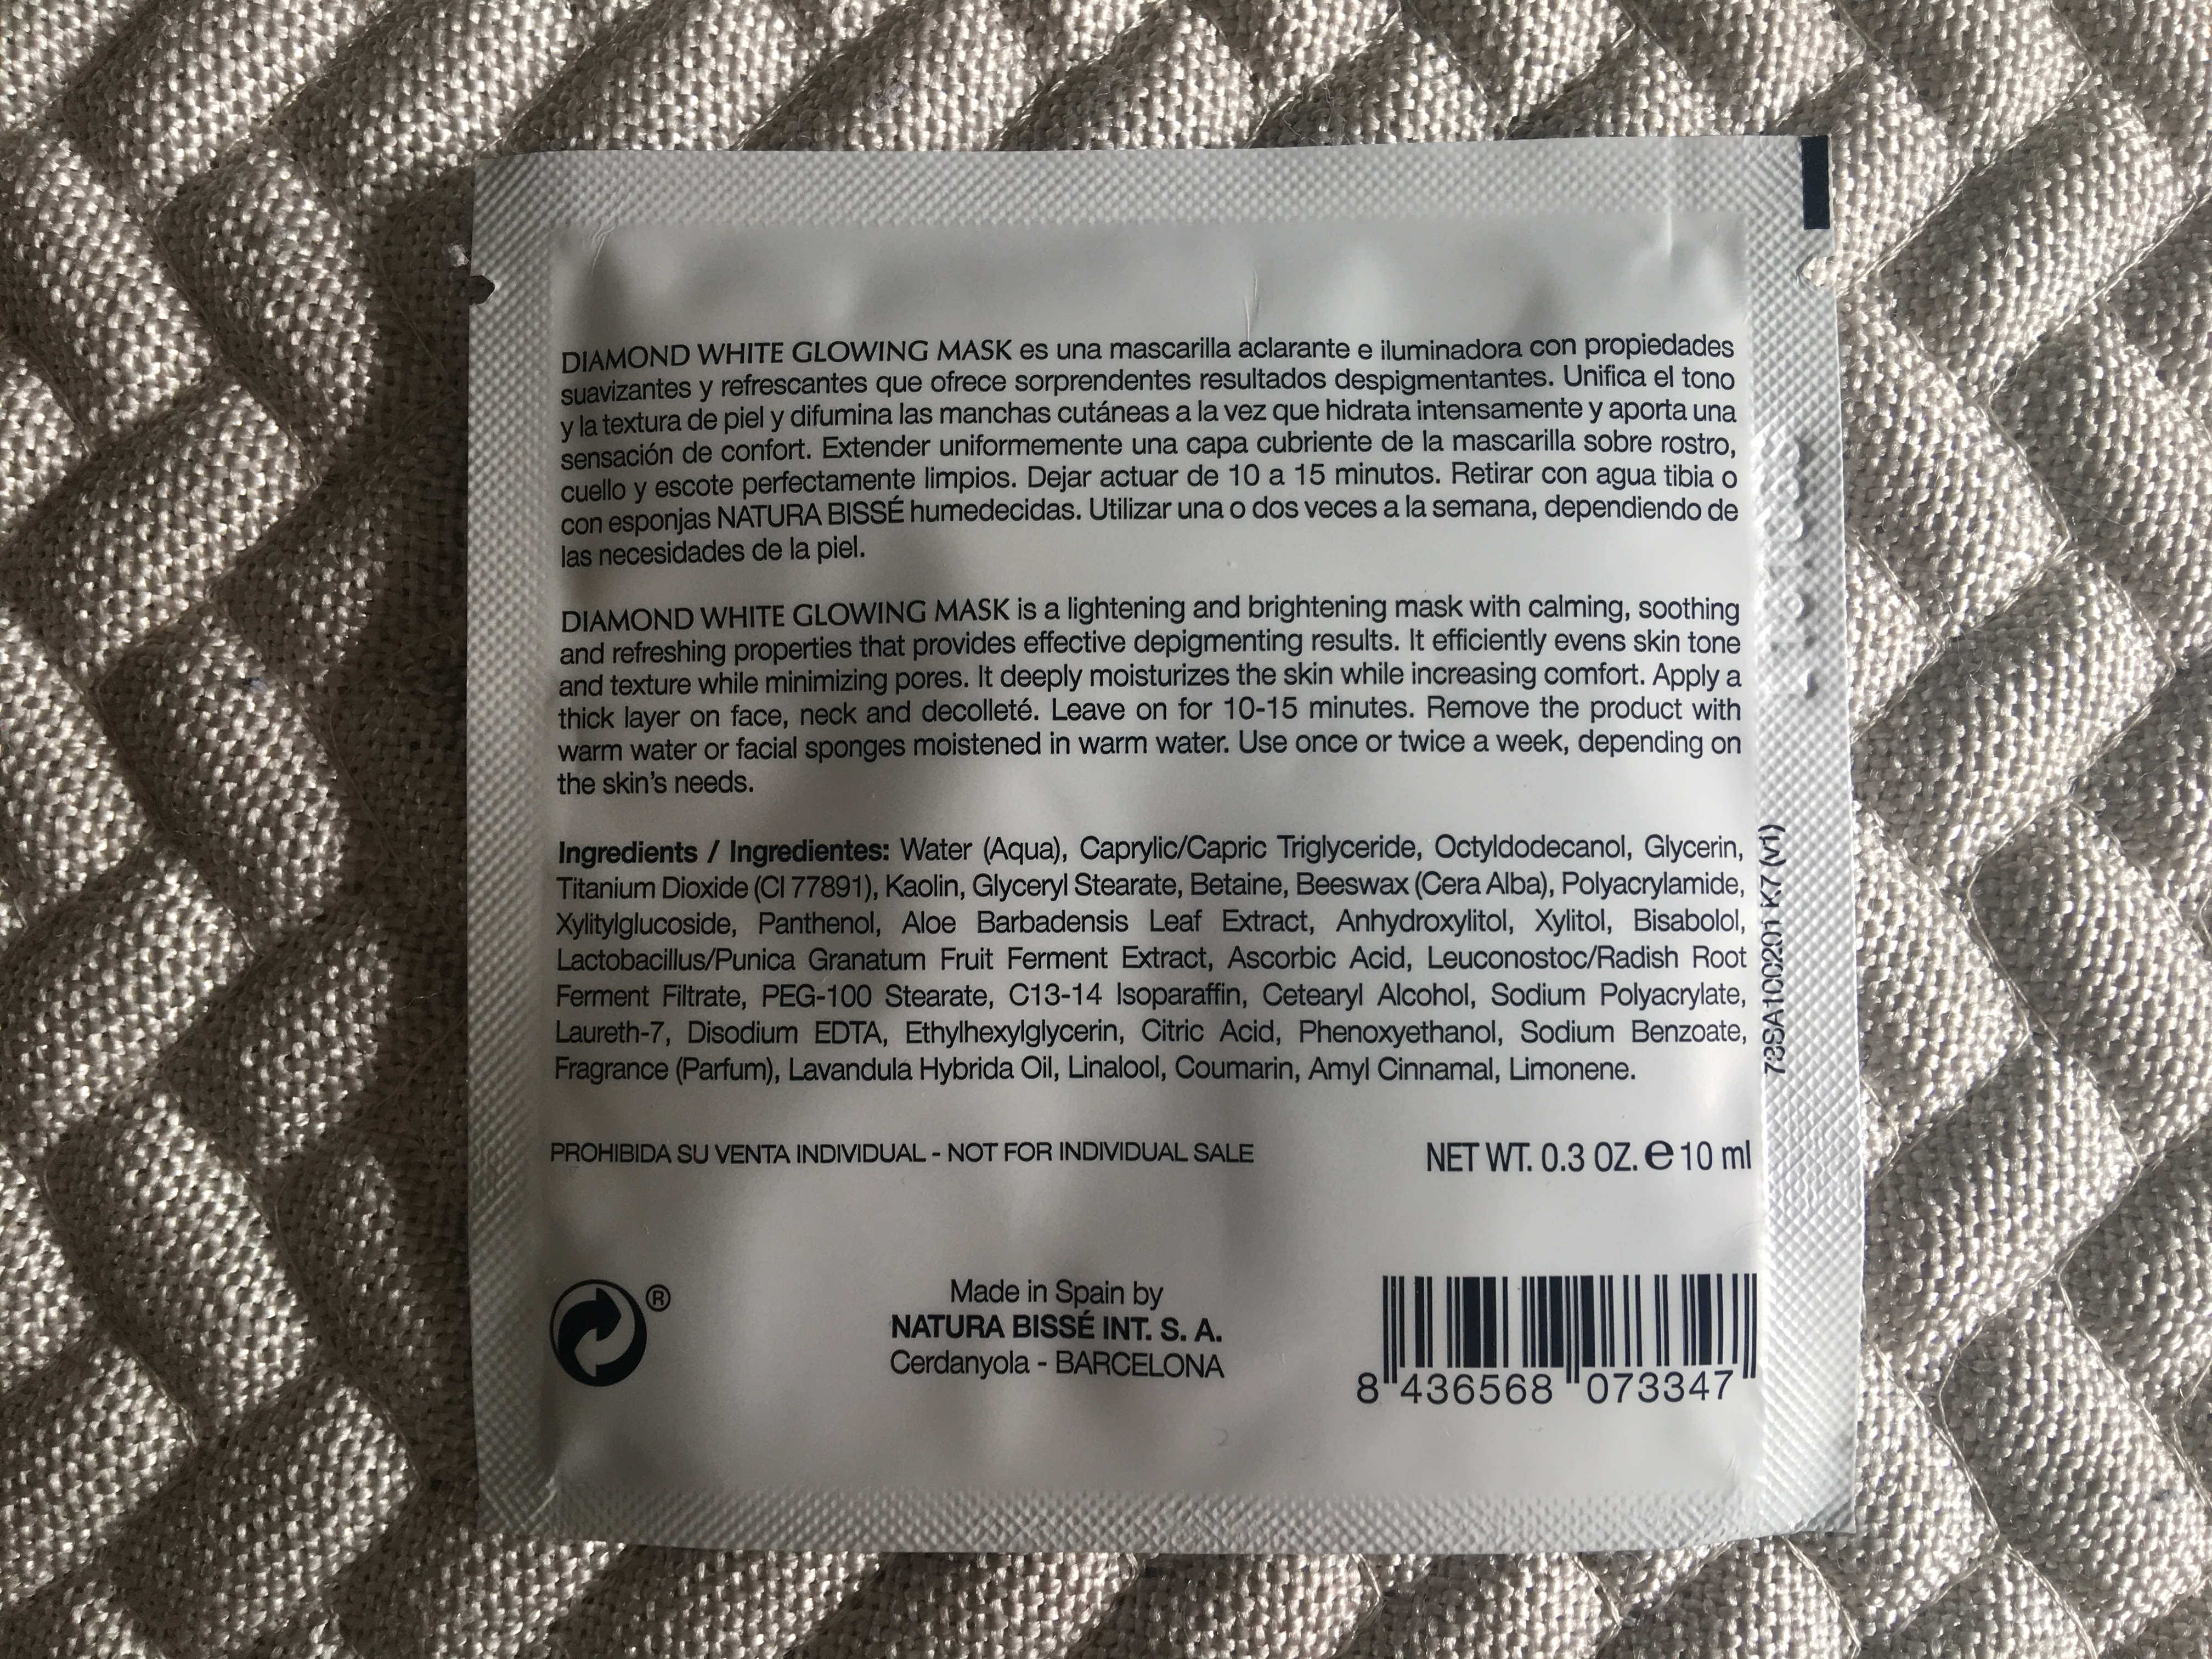 DIAMOND WHITE GLOWING MASK es una mascarilla aclarante e iluminadora con propiedades
suavizantes y refrescantes que ofrece sorprendentes resultados despigmentantes. Unifica el tono
y la textura de piel y difumina las manchas cutáneas a la vez que hidrata intensamente y aporta una
sensación de confort. Extender uniformemente una capa cubriente de la mascarilla sobre rostro,
cuello y escote perfectamente limpios. Dejar actuar de 10 a 15 minutos. Retirar con agua tibia o
con esponjas NATURA BISSÉ humedecidas. Utilizar una o dos veces a la semana, dependiendo de
las necesidades de la piel.
DIAMOND WHITE GLOWING MASK is a lightening and brightening mask with calming, soothing
and refreshing properties that provides effective depigmenting results. It efficiently evens skin tone
and texture while minimizing pores. It deeply moisturizes the skin while increasing comfort. Apply a
thick layer on face, neck and decolleté. Leave on for 10-15 minutes. Remove the product with
warm water or facial sponges moistened in warm water. Use once or twice a week, depending on
the skin's needs.
Ingredients / Ingredientes: Water (Aqua), Caprylic/Capric Triglyceride, Octyldodecanol, Glycerin,
Titanium Dioxide (CI 77891), Kaolin, Glyceryl Stearate, Betaine, Beeswax (Cera Alba), Polyacrylamide,
Xylitylglucoside, Panthenol, Aloe Barbadensis Leaf Extract, Anhydroxylitol, Xylitol, Bisabolol,
Lactobacillus/Punica Granatum Fruit Ferment Extract, Ascorbic Acid, Leuconostoc/Radish Root
Ferment Filtrate, PEG-100 Stearate, C13-14 Isoparaffin, Cetearyl Alcohol, Sodium Polyacrylate,
Laureth-7, Disodium EDTA, Ethylhexylglycerin, Citric Acid, Phenoxyethanol, Sodium Benzoate,
Fragrance (Parfum), Lavandula Hybrida Oil, Linalool, Coumarin, Amyl Cinnamal, Limonene.
73SA100201 K7 (v1)
PROHIBIDA SU VENTA INDIVIDUAL - NOT FOR INDIVIDUAL SALE
NET WT. 0.3 OZ. e 10 ml
®
Made in Spain by
NATURA BISSÉ INT. S. A.
Cerdanyola - BARCELONA
8 436568 073347